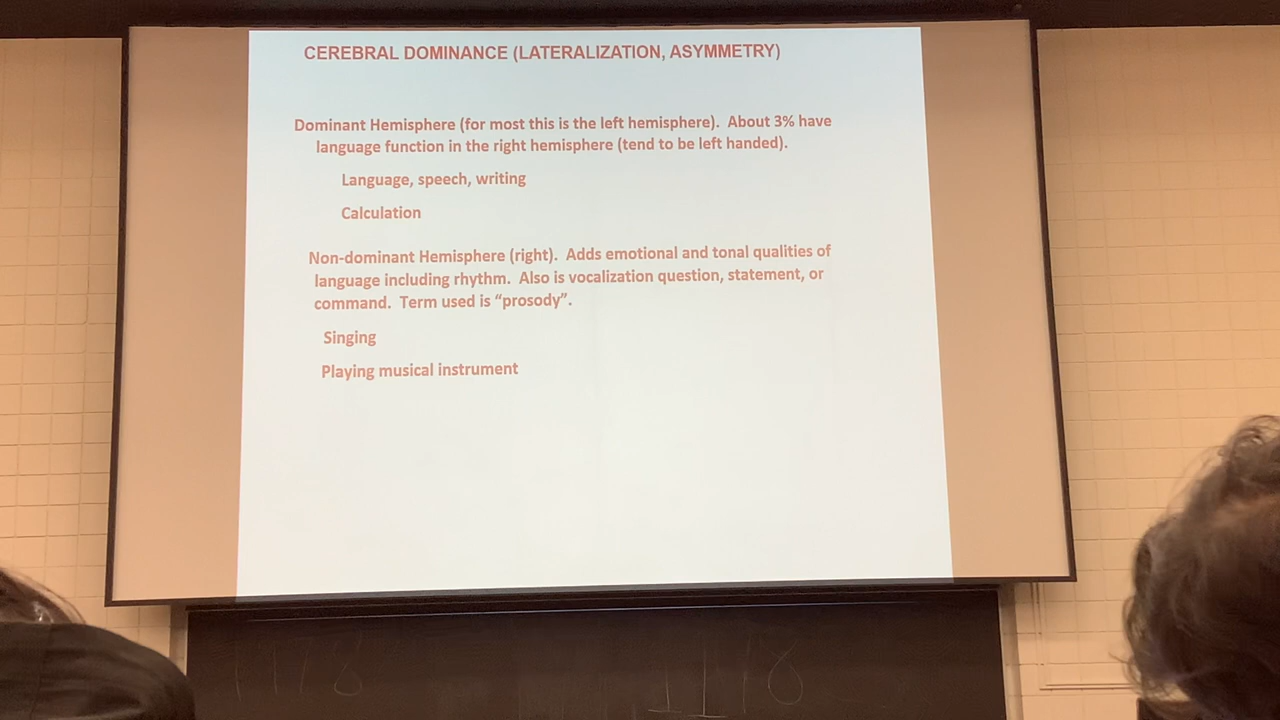 CEREBRAL DOMINANCE (LATERALIZATION, ASYMMETRY)
Dominant Hemisphere (for most this is the left hemisphere).  About 3% have
language function in the right hemisphere (tend to be left handed).
Language, speech, writing
Calculation
Non-dominant Hemisphere (right).  Adds emotional and tonal qualities of
language including rhythm.  Also is vocalization question, statement, or
command.  Term used is “prosody”.
Singing
Playing musical instrument